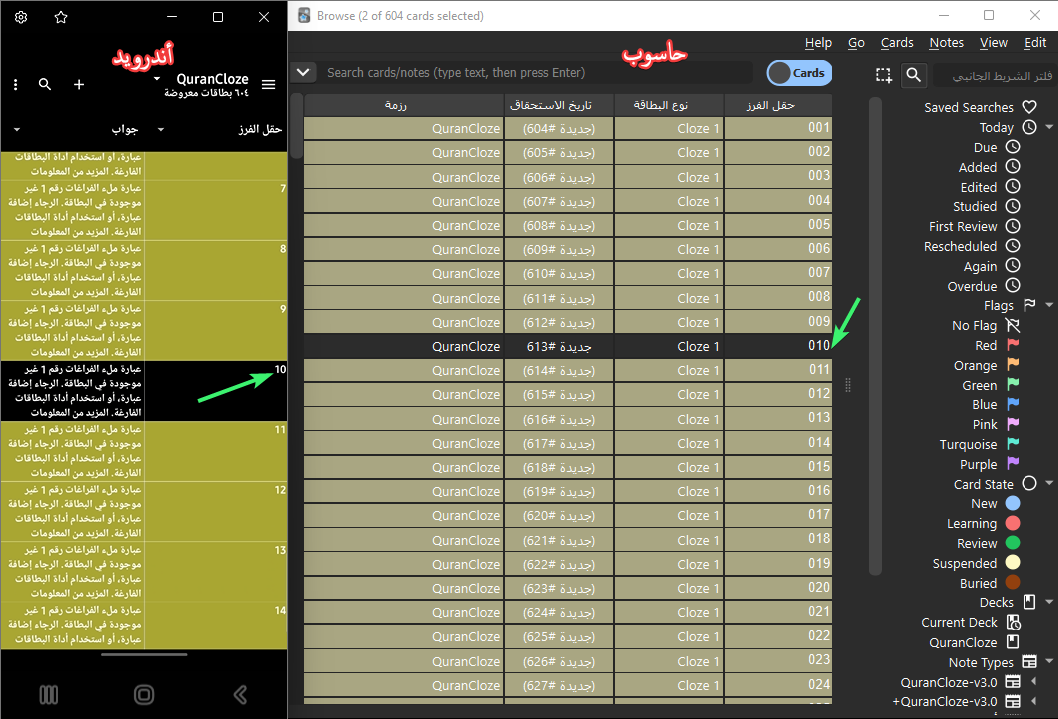 أندرويد
QuranCloze
٦٠٤ بطاقات معروضة
حقل الفرز
جواب
عبارة، أو استخدام أداة البطاقات
الفارغة. المزيد من المعلومات
7
عبارة ملء الفراغات رقم 1 غير
موجودة في البطاقة. الرجاء إضافة
عبارة، أو استخدام أداة البطاقات
الفارغة. المزيد من المعلومات
8
عبارة ملء الفراغات رقم 1 غير
موجودة في البطاقة. الرجاء إضافة
عبارة، أو استخدام أداة البطاقات
الفارغة. المزيد من المعلومات
9
عبارة ملء الفراغات رقم 1 غير
موجودة في البطاقة. الرجاء إضافة
عبارة، أو استخدام أداة البطاقات
الفارغة. المزيد من المعلومات
10
عبارة ملء الفراغات رقم 1 غير
موجودة في البطاقة. الرجاء إضافة
عبارة، أو استخدام أداة البطاقات
الفارغة. المزيد من المعلومات
11
عبارة ملء الفراغات رقم 1 غير
موجودة في البطاقة. الرجاء إضافة
عبارة، أو استخدام أداة البطاقات
الفارغة. المزيد من المعلومات
12
عبارة ملء الفراغات رقم 1 غير
موجودة في البطاقة. الرجاء إضافة
عبارة، أو استخدام أداة البطاقات
الفارغة. المزيد من المعلومات
13
عبارة ملء الفراغات رقم 1 غير
موجودة في البطاقة. الرجاء إضافة
عبارة، أو استخدام أداة البطاقات
الفارغة. المزيد من المعلومات
14
عبارة ملء الفراغات رقم 1 غير
موجودة في البطاقة. الرجاء إضافة
عبارة، أو استخدام أداة البطاقات
Browse (2 of 604 cards selected)
حاسوب
Help Go Cards Notes View Edit
Search cards/notes (type text, then press Enter)
Cards
فلتر الشريط الجانبي
حقل الفرز نوع البطاقة تاريخ الاستحقاق رزمة
001 Cloze 1 (جديدة #604) QuranCloze
002 Cloze 1 (جديدة #605) QuranCloze
003 Cloze 1 (جديدة #606) QuranCloze
004 Cloze 1 (جديدة #607) QuranCloze
005 Cloze 1 (جديدة #608) QuranCloze
006 Cloze 1 (جديدة #609) QuranCloze
007 Cloze 1 (جديدة #610) QuranCloze
008 Cloze 1 (جديدة #611) QuranCloze
009 Cloze 1 (جديدة #612) QuranCloze
010 Cloze 1 جديدة #613 QuranCloze
011 Cloze 1 (جديدة #614) QuranCloze
012 Cloze 1 (جديدة #615) QuranCloze
013 Cloze 1 (جديدة #616) QuranCloze
014 Cloze 1 (جديدة #617) QuranCloze
015 Cloze 1 (جديدة #618) QuranCloze
016 Cloze 1 (جديدة #619) QuranCloze
017 Cloze 1 (جديدة #620) QuranCloze
018 Cloze 1 (جديدة #621) QuranCloze
019 Cloze 1 (جديدة #622) QuranCloze
020 Cloze 1 (جديدة #623) QuranCloze
021 Cloze 1 (جديدة #624) QuranCloze
022 Cloze 1 (جديدة #625) QuranCloze
023 Cloze 1 (جديدة #626) QuranCloze
024 Cloze 1 (جديدة #627) QuranCloze
Saved Searches
Today
Due
Added
Edited
Studied
First Review
Rescheduled
Again
Overdue
Flags
No Flag
Red
Orange
Green
Blue
Pink
Turquoise
Purple
Card State
New
Learning
Review
Suspended
Buried
Decks
Current Deck
QuranCloze
Note Types
QuranCloze-v3.0
+QuranCloze-v3.0